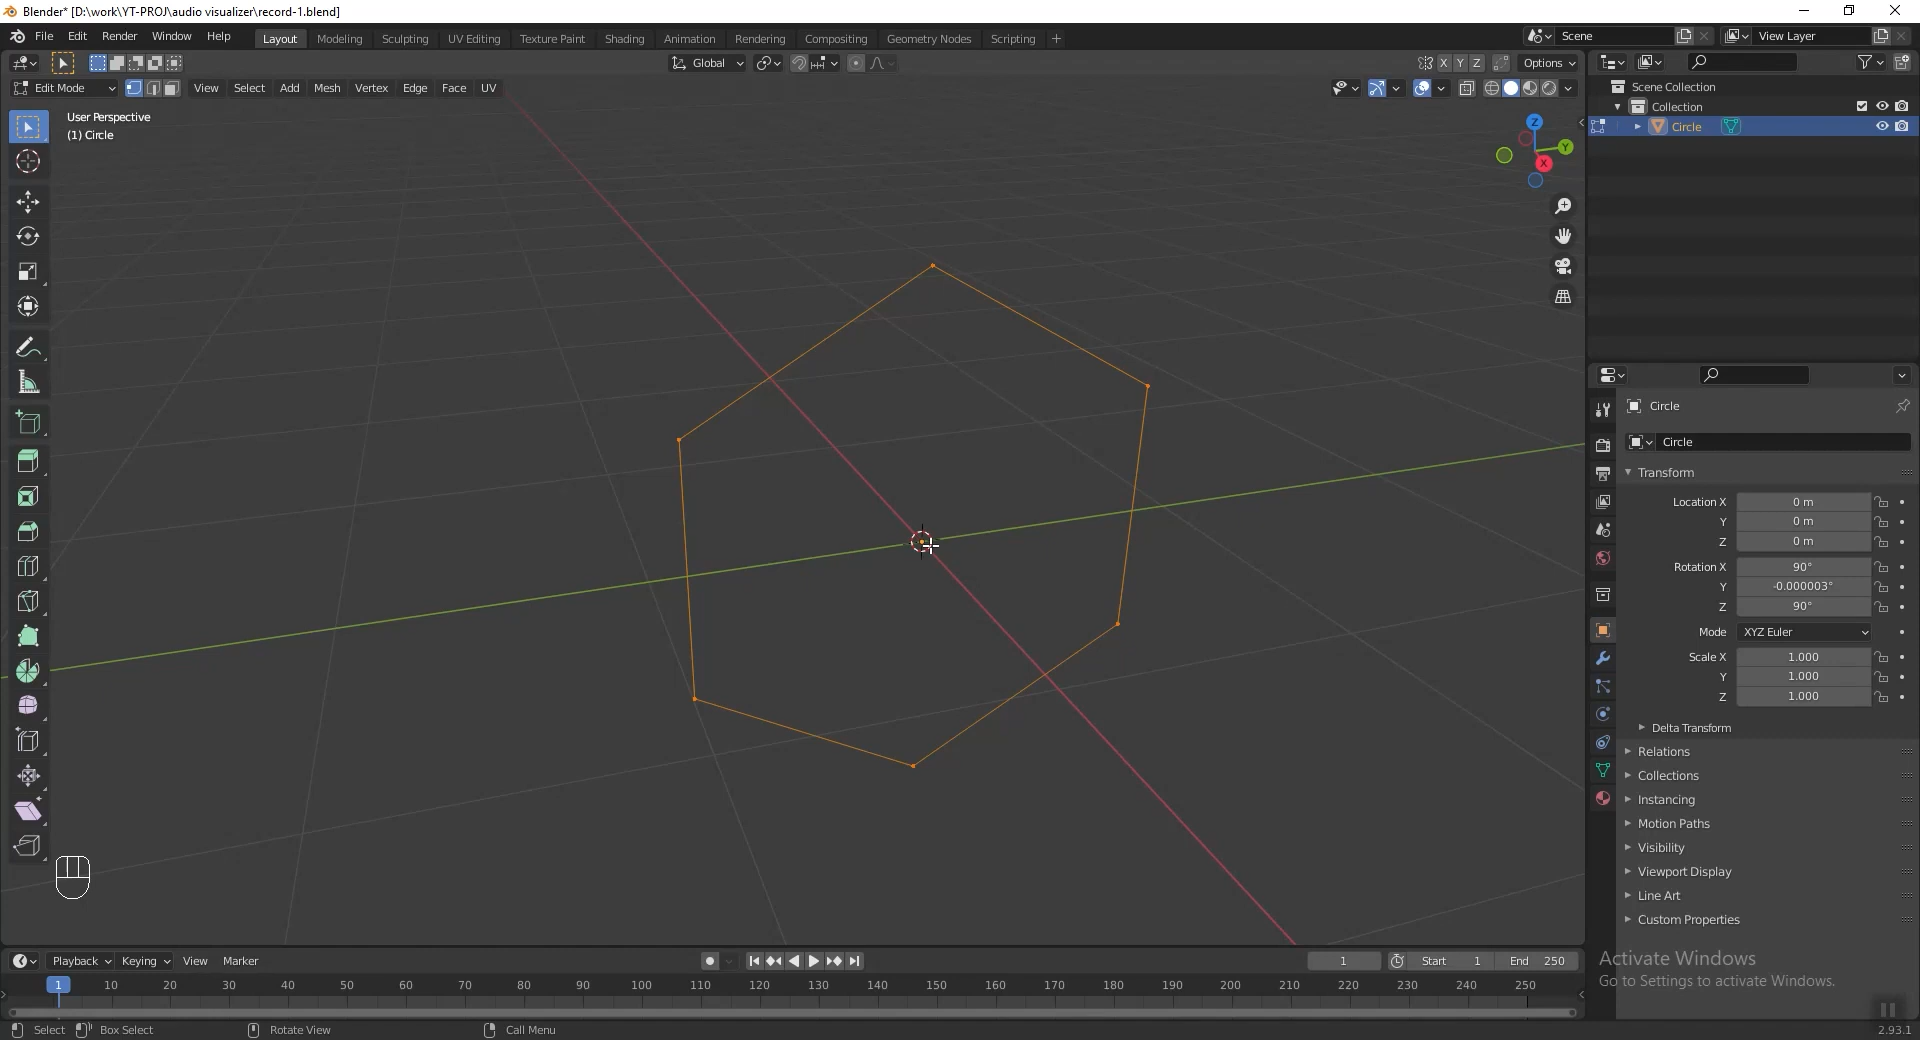 Blender* [D:\work\YT-PROJ\audio visualizer\record-1.blend]
File Edit Render Window Help Layout Modeling Sculpting UV Editing Texture Paint Shading Animation Rendering Compositing Geometry Nodes Scripting + Scene View Layer
Global X Y Z Options
Edit Mode View Select Add Mesh Vertex Edge Face UV
Scene Collection
Collection
Circle
User Perspective
(1) Circle
Z
Y
X
Circle
Circle
Transform
Location X 0 m
Y 0 m
Z 0 m
Rotation X 90°
Y -0.000003°
Z 90°
Mode XYZ Euler
Scale X 1.000
Y 1.000
Z 1.000
Delta Transform
Relations
Collections
Instancing
Motion Paths
Visibility
Viewport Display
Line Art
Custom Properties
Activate Windows
Go to Settings to activate Windows.
Playback Keying View Marker 1 Start 1 End 250
1 10 20 30 40 50 60 70 80 90 100 110 120 130 140 150 160 170 180 190 200 210 220 230 240 250
Select Box Select Rotate View Call Menu 2.93.1